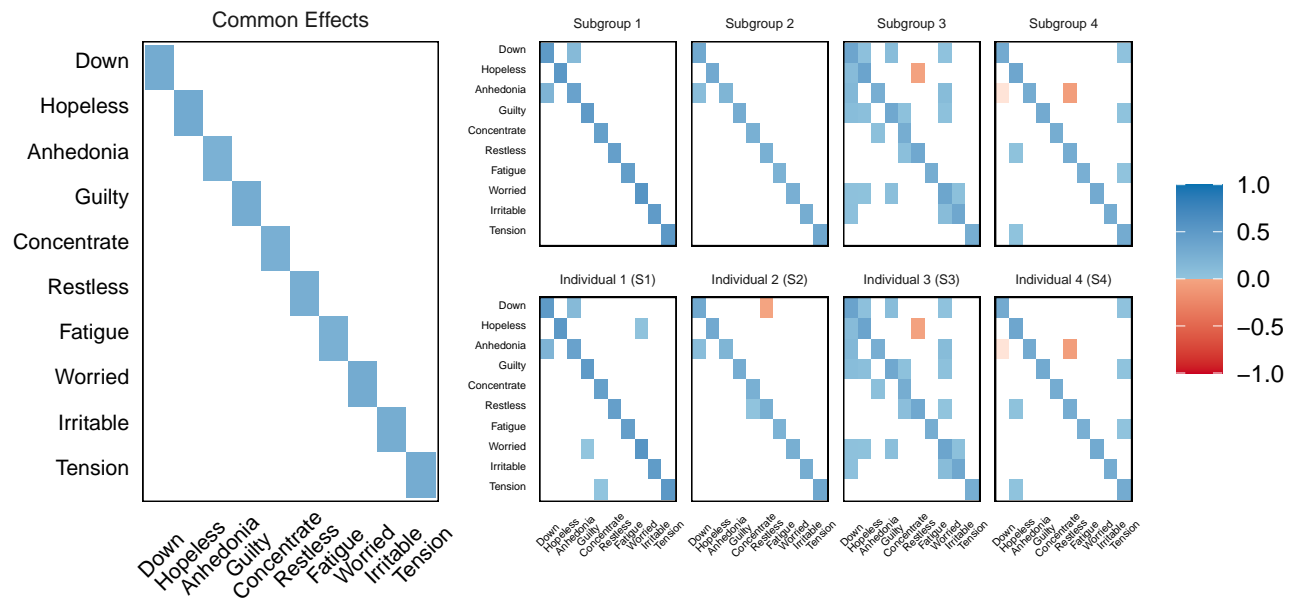 Common Effects
Down
Hopeless
Anhedonia
Guilty
Concentrate
Restless
Fatigue
Worried
Irritable
Tension
Down
Hopeless
Anhedonia
Guilty
Concentrate
Restless
Fatigue
Worried
Irritable
Tension
Subgroup 1
Subgroup 2
Subgroup 3
Subgroup 4
Down
Hopeless
Anhedonia
Guilty
Concentrate
Restless
Fatigue
Worried
Irritable
Tension
Individual 1 (S1)
Individual 2 (S2)
Individual 3 (S3)
Individual 4 (S4)
Down
Hopeless
Anhedonia
Guilty
Concentrate
Restless
Fatigue
Worried
Irritable
Tension
Down
Hopeless
Anhedonia
Guilty
Concentrate
Restless
Fatigue
Worried
Irritable
Tension
Down
Hopeless
Anhedonia
Guilty
Concentrate
Restless
Fatigue
Worried
Irritable
Tension
Down
Hopeless
Anhedonia
Guilty
Concentrate
Restless
Fatigue
Worried
Irritable
Tension
Down
Hopeless
Anhedonia
Guilty
Concentrate
Restless
Fatigue
Worried
Irritable
Tension
1.0
0.5
0.0
−0.5
−1.0